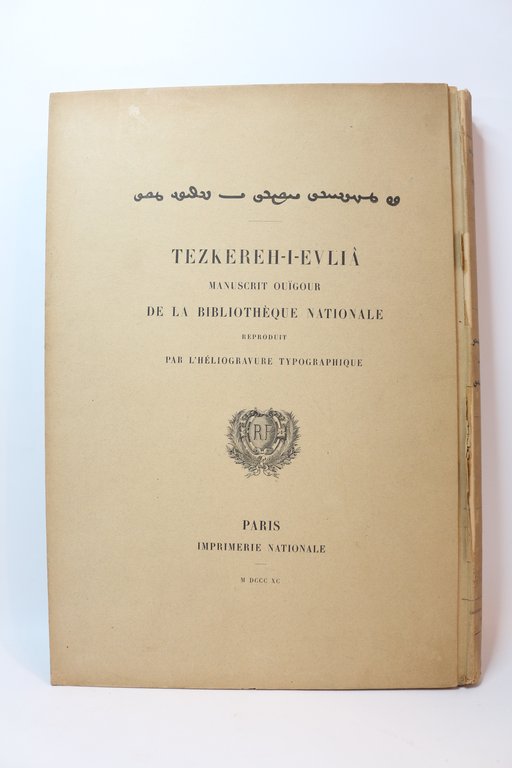 TEZKEREH-I-EVLIÂ
MANUSCRIT OUÏGOUR
DE LA BIBLIOTHÈQUE NATIONALE
REPRODUIT
PAR L'HÉLIOGRAVURE TYPOGRAPHIQUE
RF
PARIS
IMPRIMERIE NATIONALE
M DCCC XC